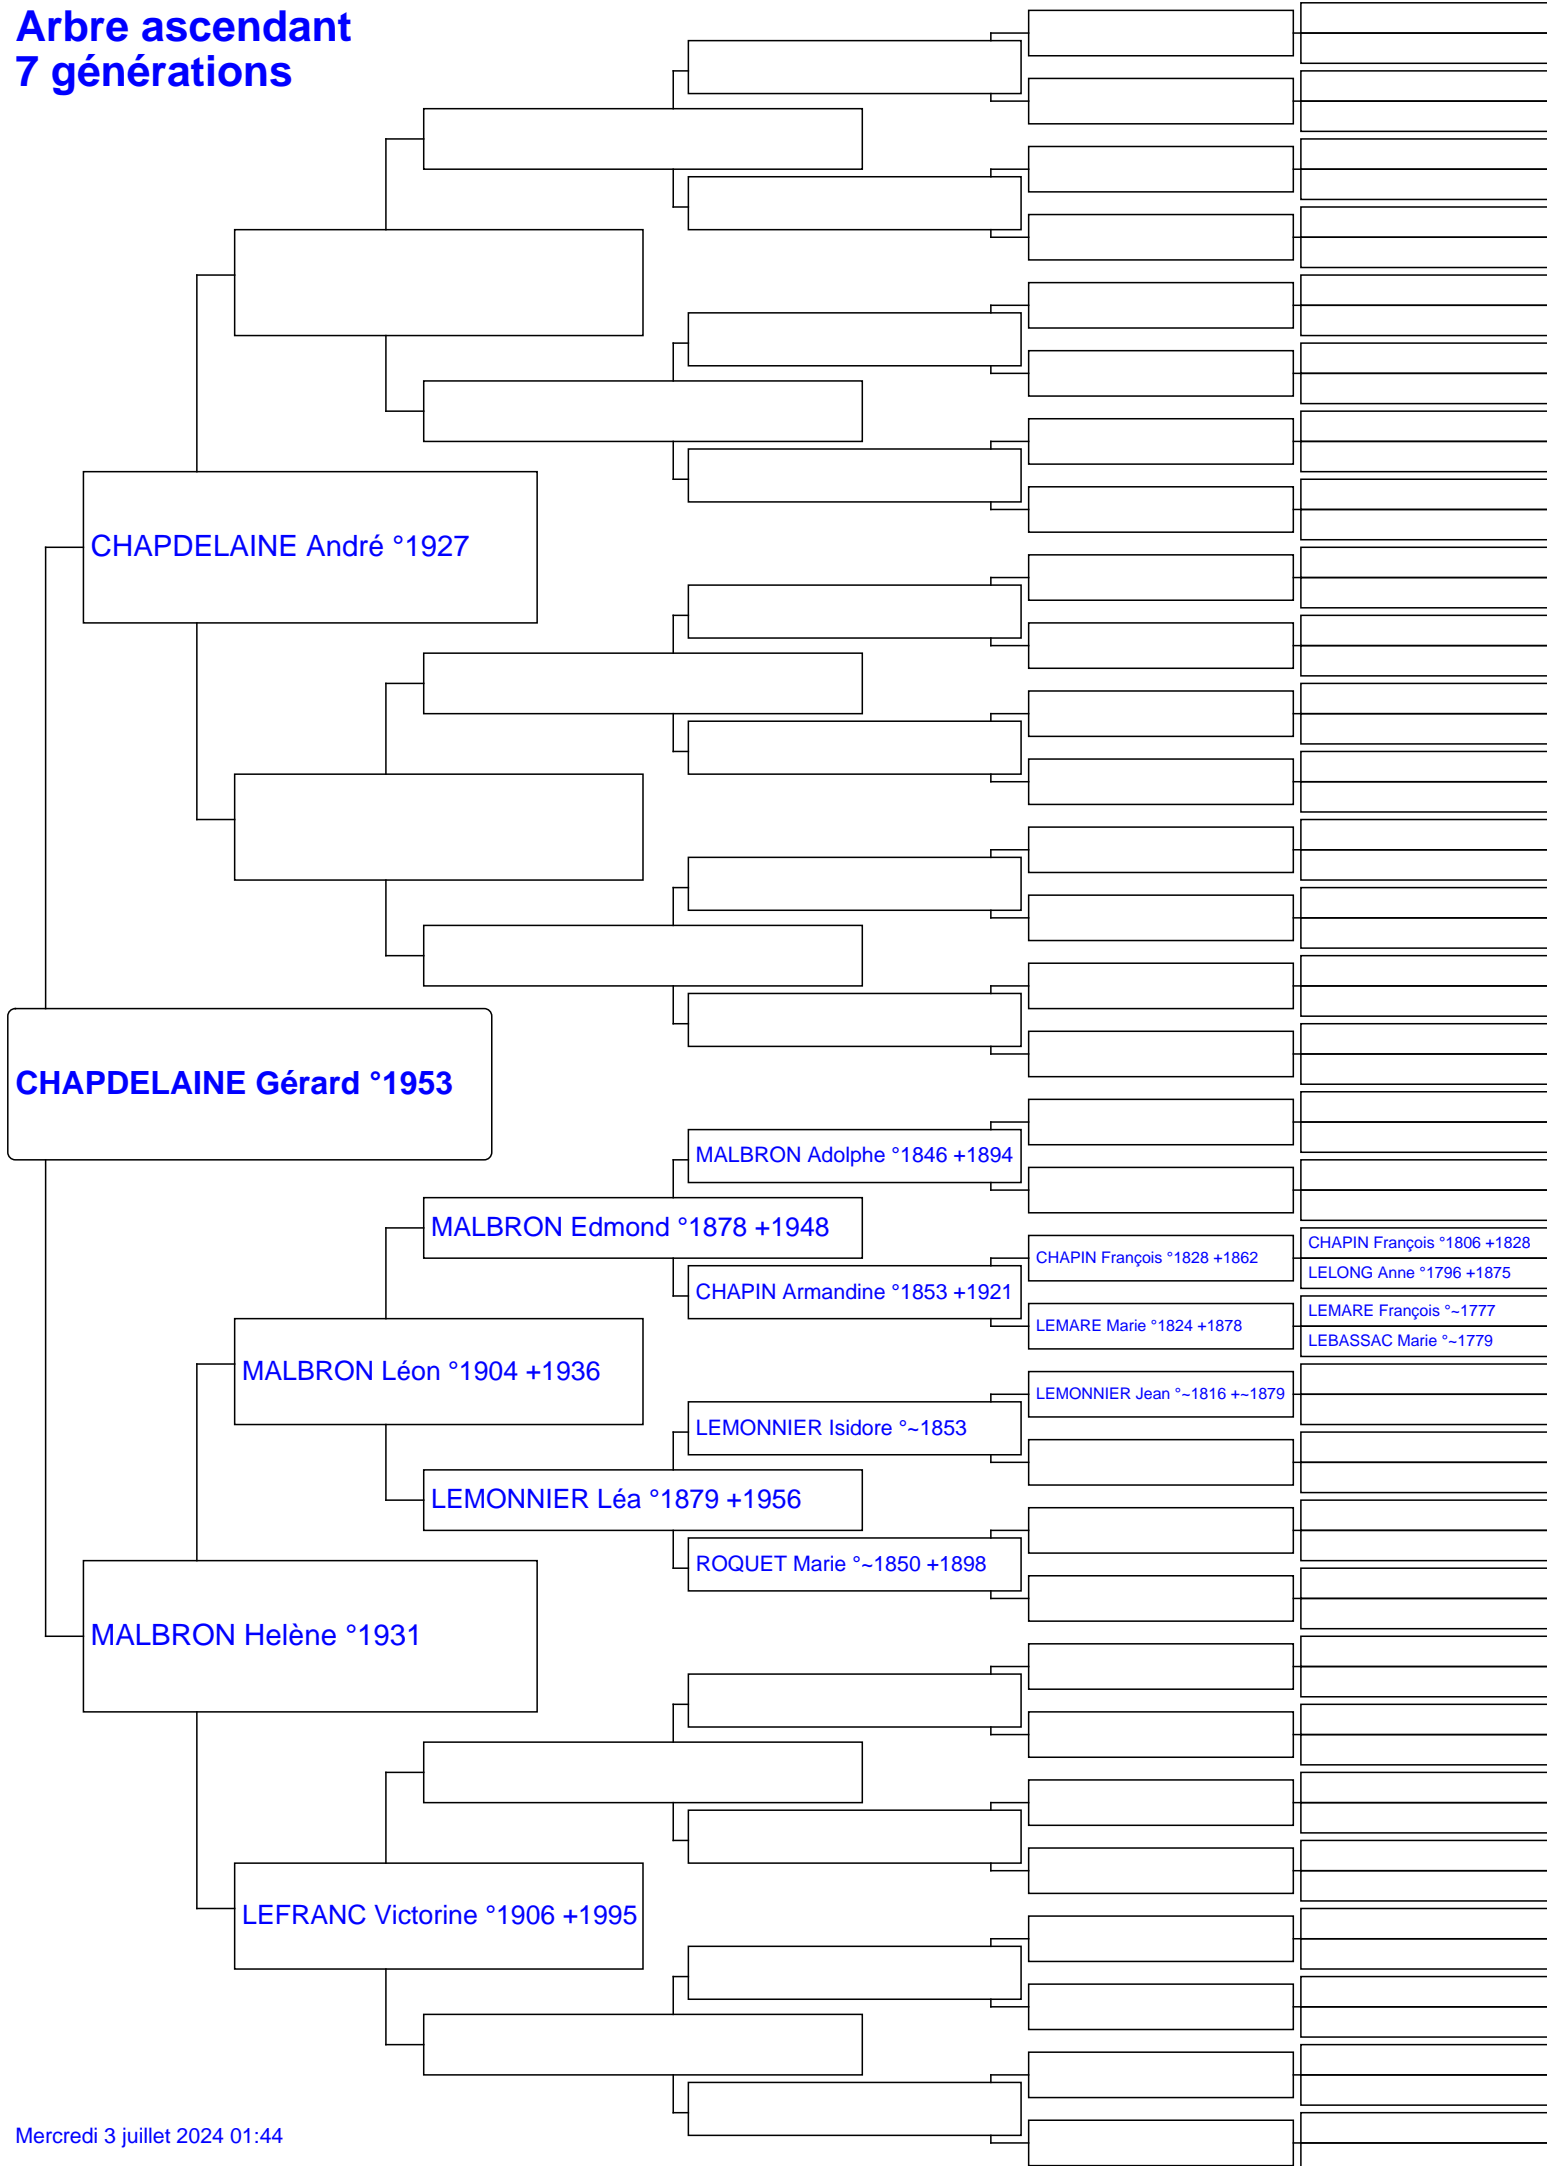 Arbre ascendant
7 générations
CHAPDELAINE André °1927
CHAPDELAINE Gérard °1953
MALBRON Adolphe °1846 +1894
MALBRON Edmond °1878 +1948
CHAPIN François °1828 +1862
CHAPIN François °1806 +1828
LELONG Anne °1796 +1875
CHAPIN Armandine °1853 +1921
LEMARE Marie °1824 +1878
LEMARE François °~1777
LEBASSAC Marie °~1779
MALBRON Léon °1904 +1936
LEMONNIER Jean °~1816 +~1879
LEMONNIER Isidore °~1853
LEMONNIER Léa °1879 +1956
ROQUET Marie °~1850 +1898
MALBRON Helène °1931
LEFRANC Victorine °1906 +1995
Mercredi 3 juillet 2024 01:44